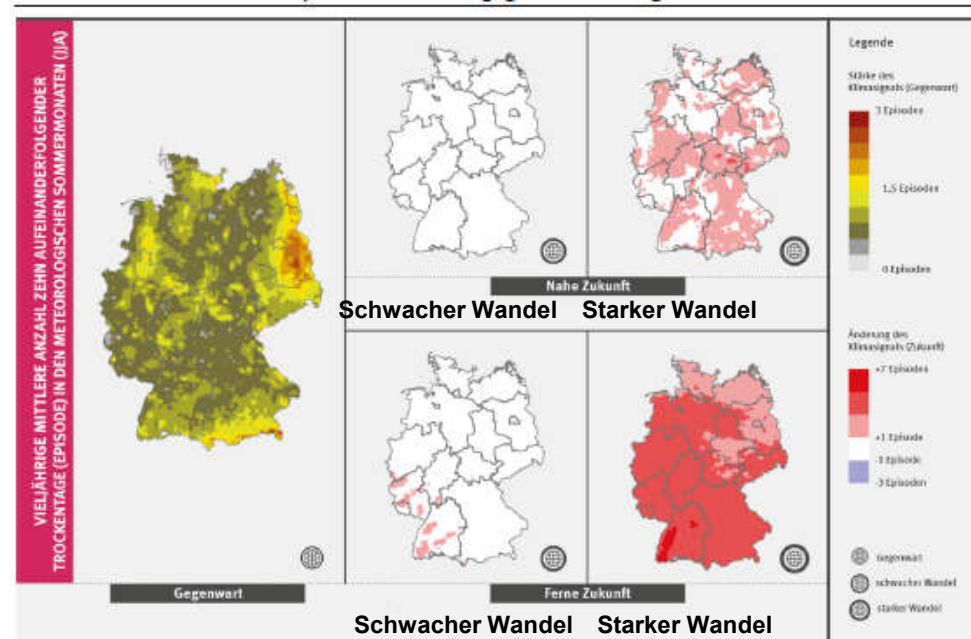 VIELJÄHRIGE MITTLERE ANZAHL ZEHN AUFEINANDERFOLGENDER
TROCKENTAGE (EPISODE) IN DEN METEOROLOGISCHEN SOMMERMONATEN (JJA)
Gegenwart
Nahe Zukunft
Schwacher Wandel Starker Wandel
Ferne Zukunft
Schwacher Wandel Starker Wandel
Legende
Stärke des
Klimasignals (Gegenwart)
3 Episoden
1,5 Episoden
0 Episoden
Änderung des
Klimasignals (Zukunft)
+7 Episoden
+1 Episode
-1 Episode
-3 Episoden
Gegenwart
schwacher Wandel
starker Wandel